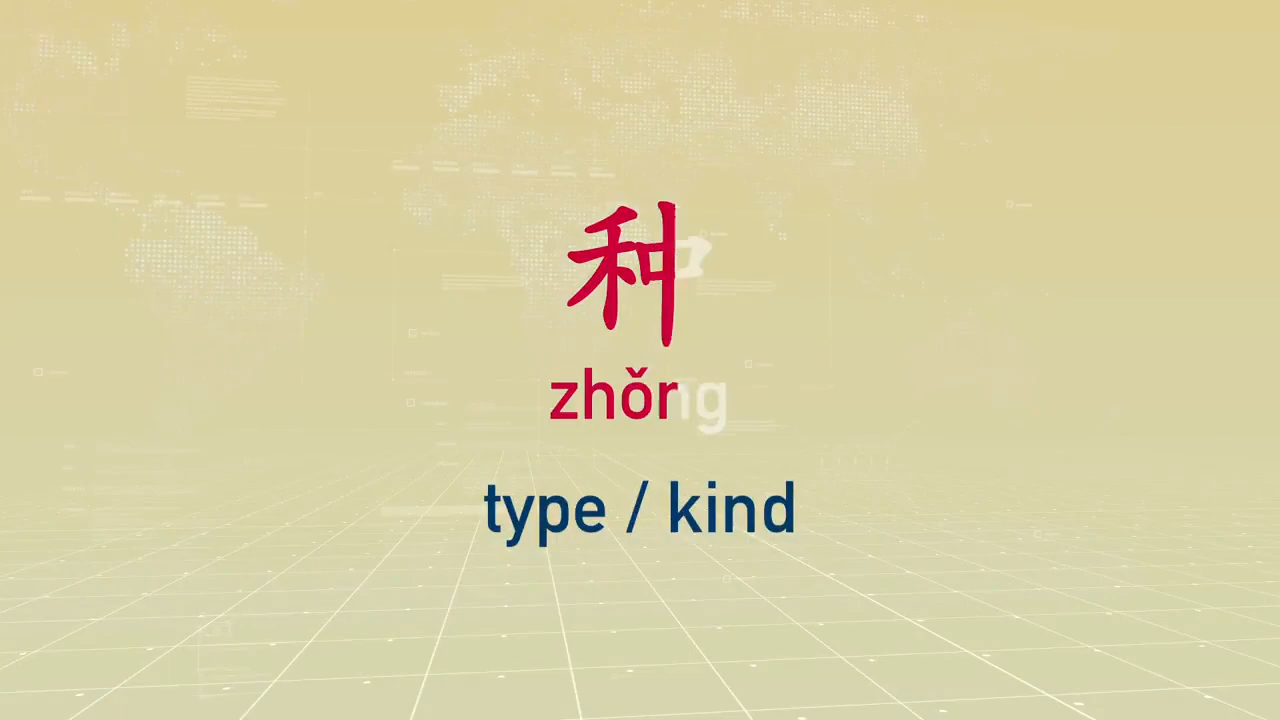 种
zhǒng
type / kind